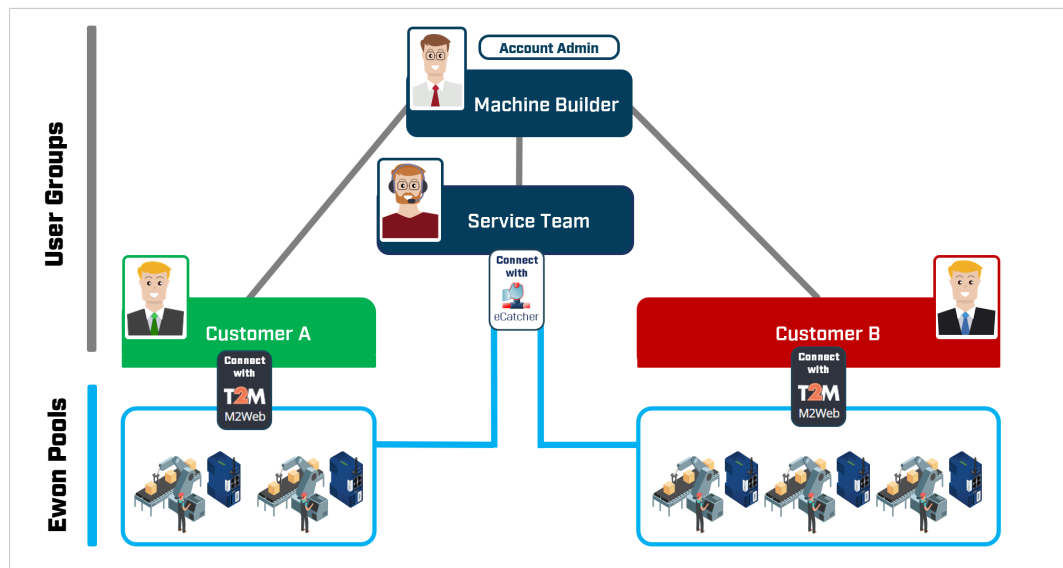 Account Admin
Machine Builder
User Groups
Service Team
Connect
with
eCatcher
Customer A
Customer B
Connect
with
T2M
M2Web
Connect
with
T2M
M2Web
Ewon Pools